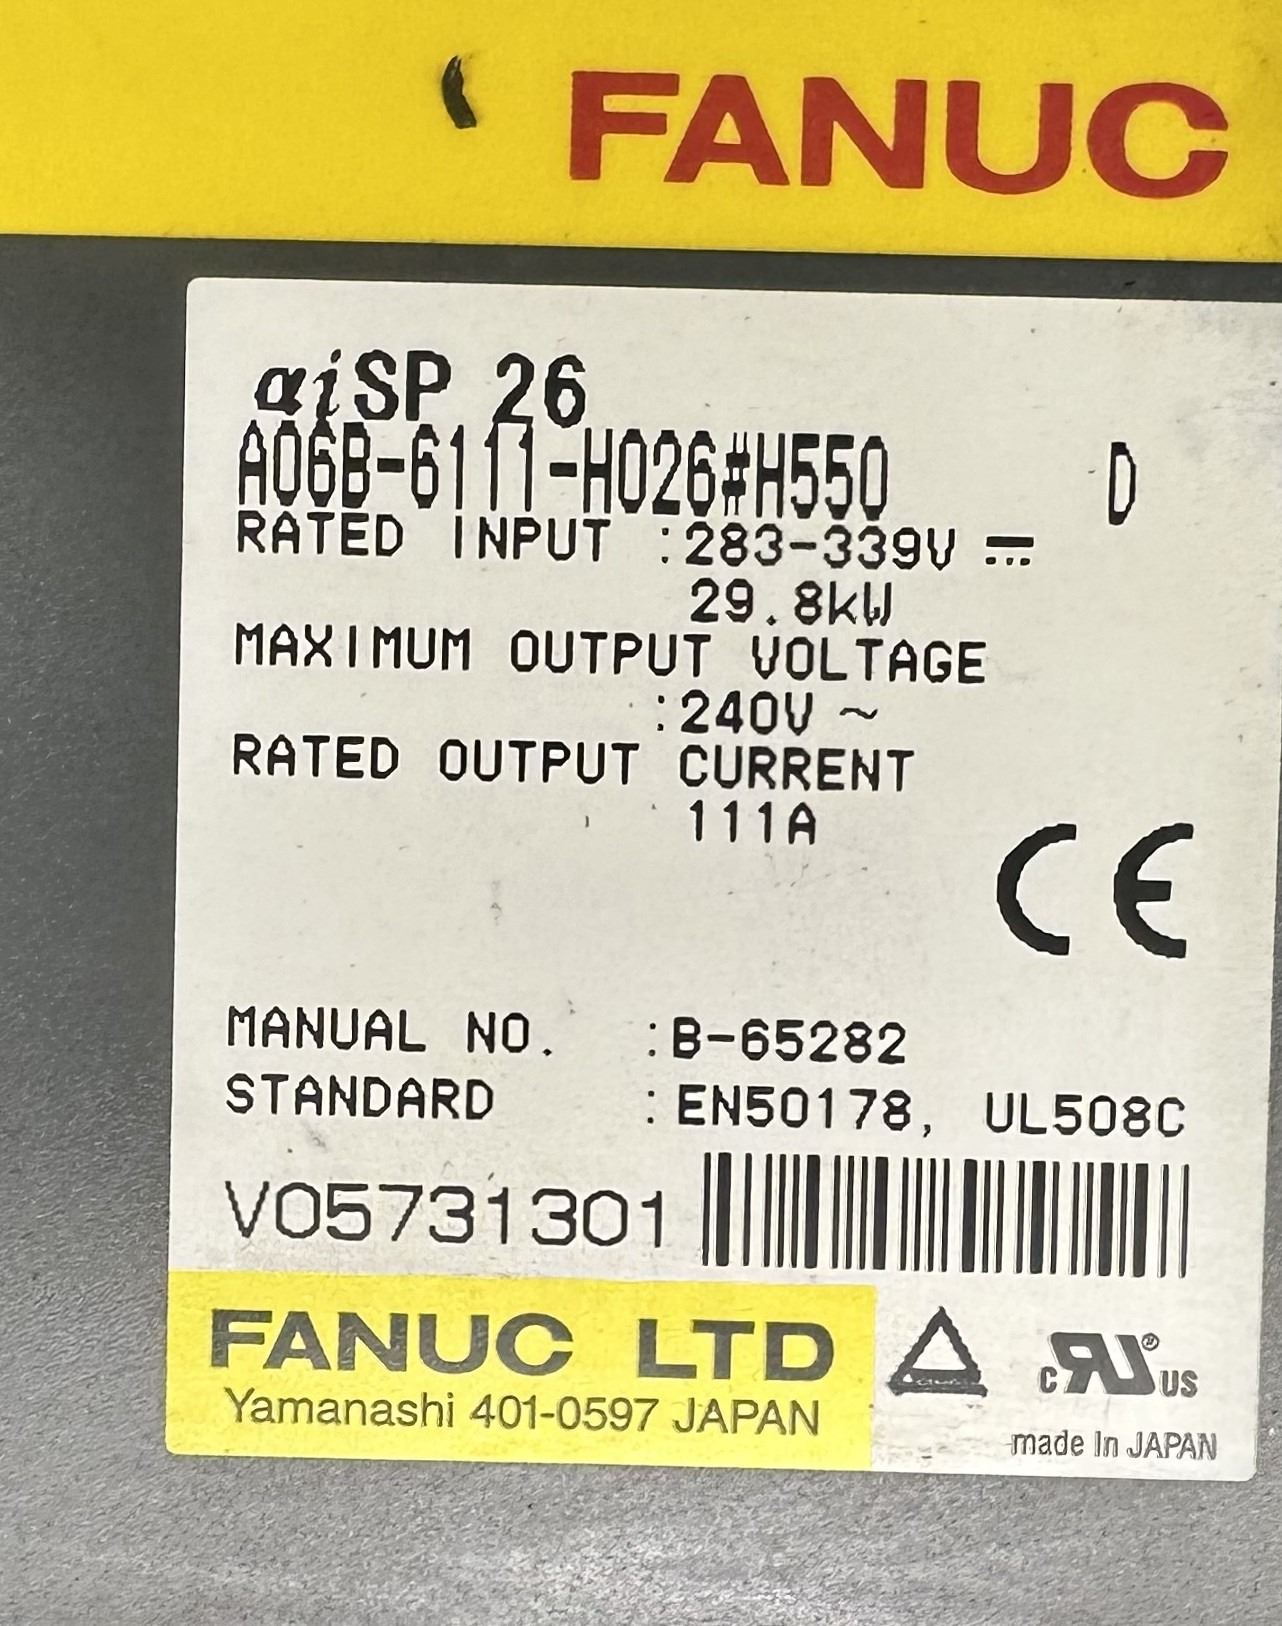 FANUC
αiSP 26
A06B-6111-H026#H550 D
RATED INPUT :283-339V ⎓
29.8kW
MAXIMUM OUTPUT VOLTAGE
:240V ~
RATED OUTPUT CURRENT
111A
CE
MANUAL NO. :B-65282
STANDARD :EN50178, UL508C
V05731301
FANUC LTD
Yamanashi 401-0597 JAPAN
c RU ® US
made In JAPAN